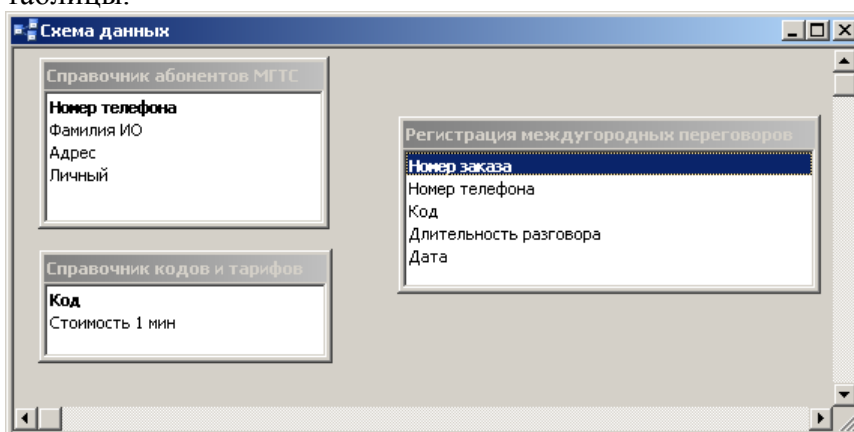 таблицы.
Схема данных
Справочник абонентов МГТС
Номер телефона
Фамилия ИО
Адрес
Личный
Регистрация междугородных переговоров
Номер заказа
Номер телефона
Код
Длительность разговора
Дата
Справочник кодов и тарифов
Код
Стоимость 1 мин